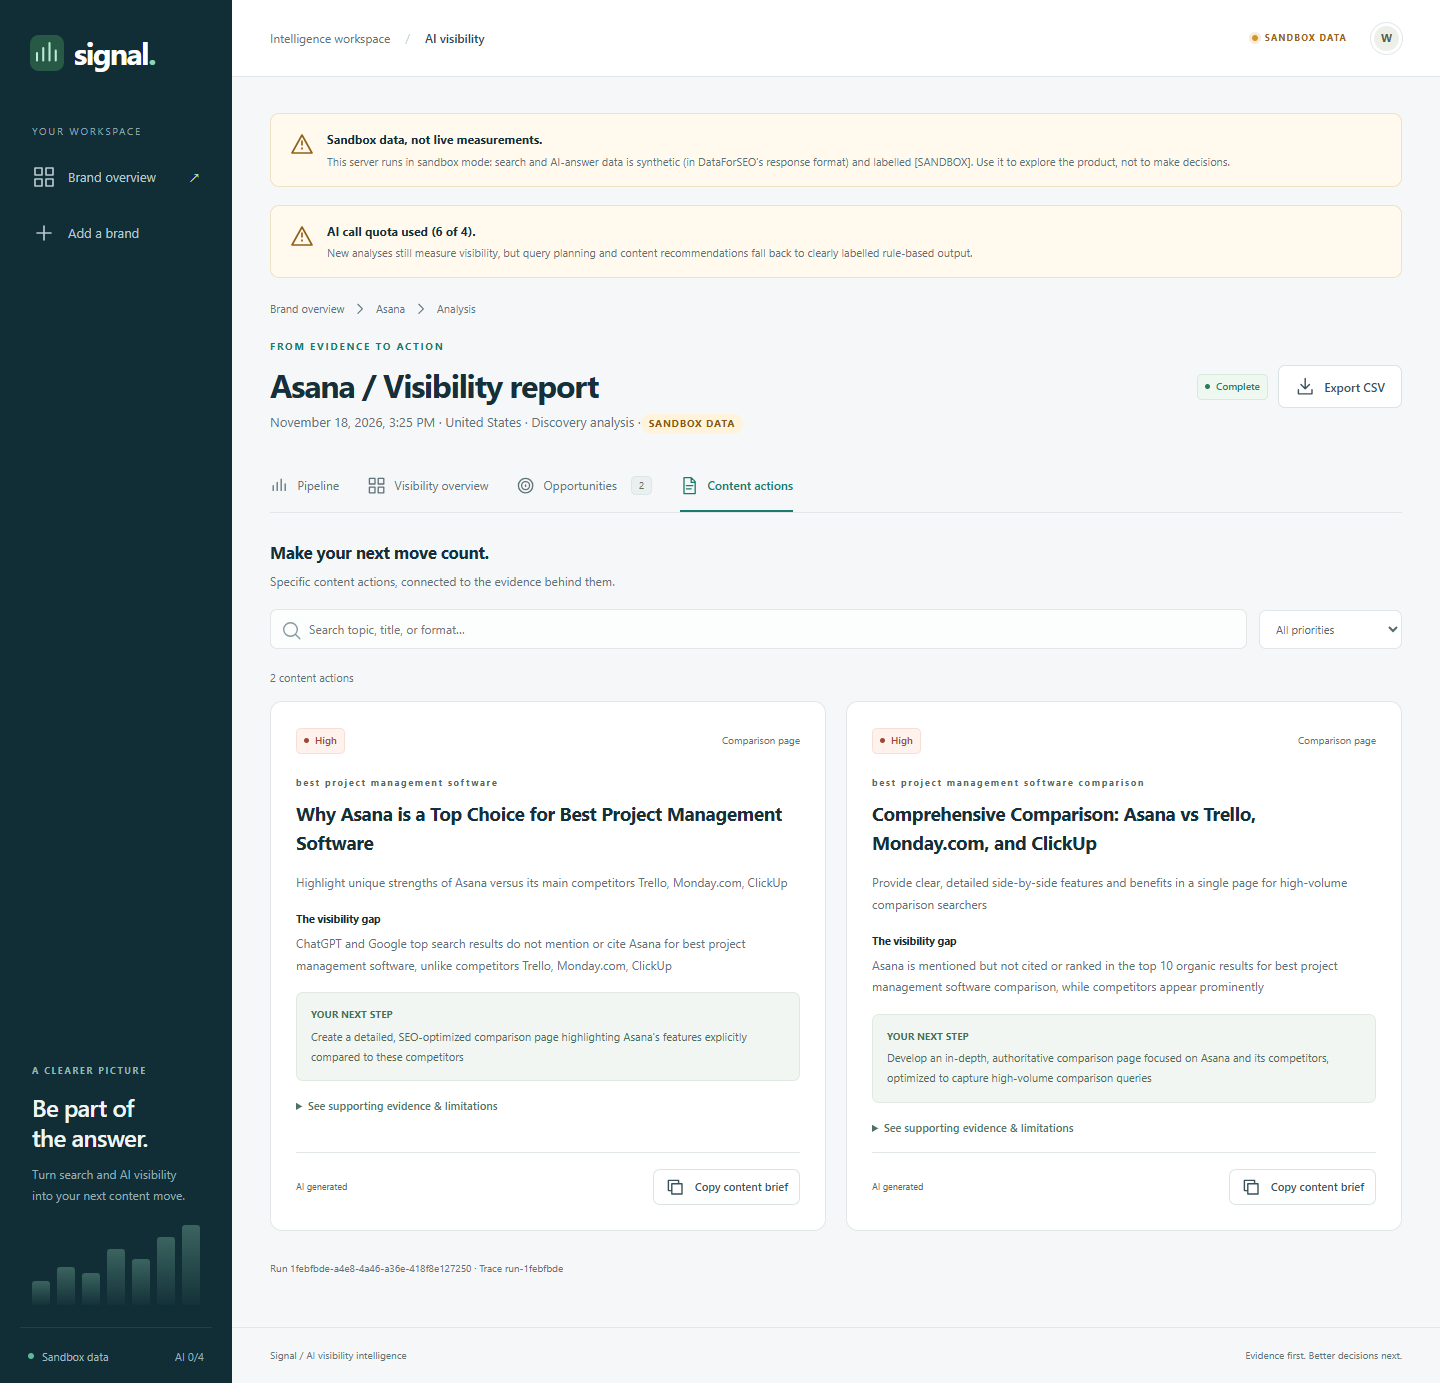 signal.
YOUR WORKSPACE
Brand overview ↗
Add a brand
A CLEARER PICTURE
Be part of
the answer.
Turn search and AI visibility
into your next content move.
Sandbox data AI 0/4
Intelligence workspace / AI visibility
SANDBOX DATA
W
Sandbox data, not live measurements.
This server runs in sandbox mode: search and AI-answer data is synthetic (in DataForSEO's response format) and labelled [SANDBOX]. Use it to explore the product, not to make decisions.
AI call quota used (6 of 4).
New analyses still measure visibility, but query planning and content recommendations fall back to clearly labelled rule-based output.
Brand overview > Asana > Analysis
FROM EVIDENCE TO ACTION
Asana / Visibility report
Complete
Export CSV
November 18, 2026, 3:25 PM · United States · Discovery analysis · SANDBOX DATA
Pipeline
Visibility overview
Opportunities 2
Content actions
Make your next move count.
Specific content actions, connected to the evidence behind them.
Search topic, title, or format...
All priorities
2 content actions
High
Comparison page
best project management software
Why Asana is a Top Choice for Best Project Management
Software
Highlight unique strengths of Asana versus its main competitors Trello, Monday.com, ClickUp
The visibility gap
ChatGPT and Google top search results do not mention or cite Asana for best project
management software, unlike competitors Trello, Monday.com, ClickUp
YOUR NEXT STEP
Create a detailed, SEO-optimized comparison page highlighting Asana's features explicitly
compared to these competitors
See supporting evidence & limitations
AI generated
Copy content brief
High
Comparison page
best project management software comparison
Comprehensive Comparison: Asana vs Trello,
Monday.com, and ClickUp
Provide clear, detailed side-by-side features and benefits in a single page for high-volume
comparison searchers
The visibility gap
Asana is mentioned but not cited or ranked in the top 10 organic results for best project
management software comparison, while competitors appear prominently
YOUR NEXT STEP
Develop an in-depth, authoritative comparison page focused on Asana and its competitors,
optimized to capture high-volume comparison queries
See supporting evidence & limitations
AI generated
Copy content brief
Run 1febfbde-a4e8-4a46-a36e-418f8e127250 · Trace run-1febfbde
Signal / AI visibility intelligence
Evidence first. Better decisions next.